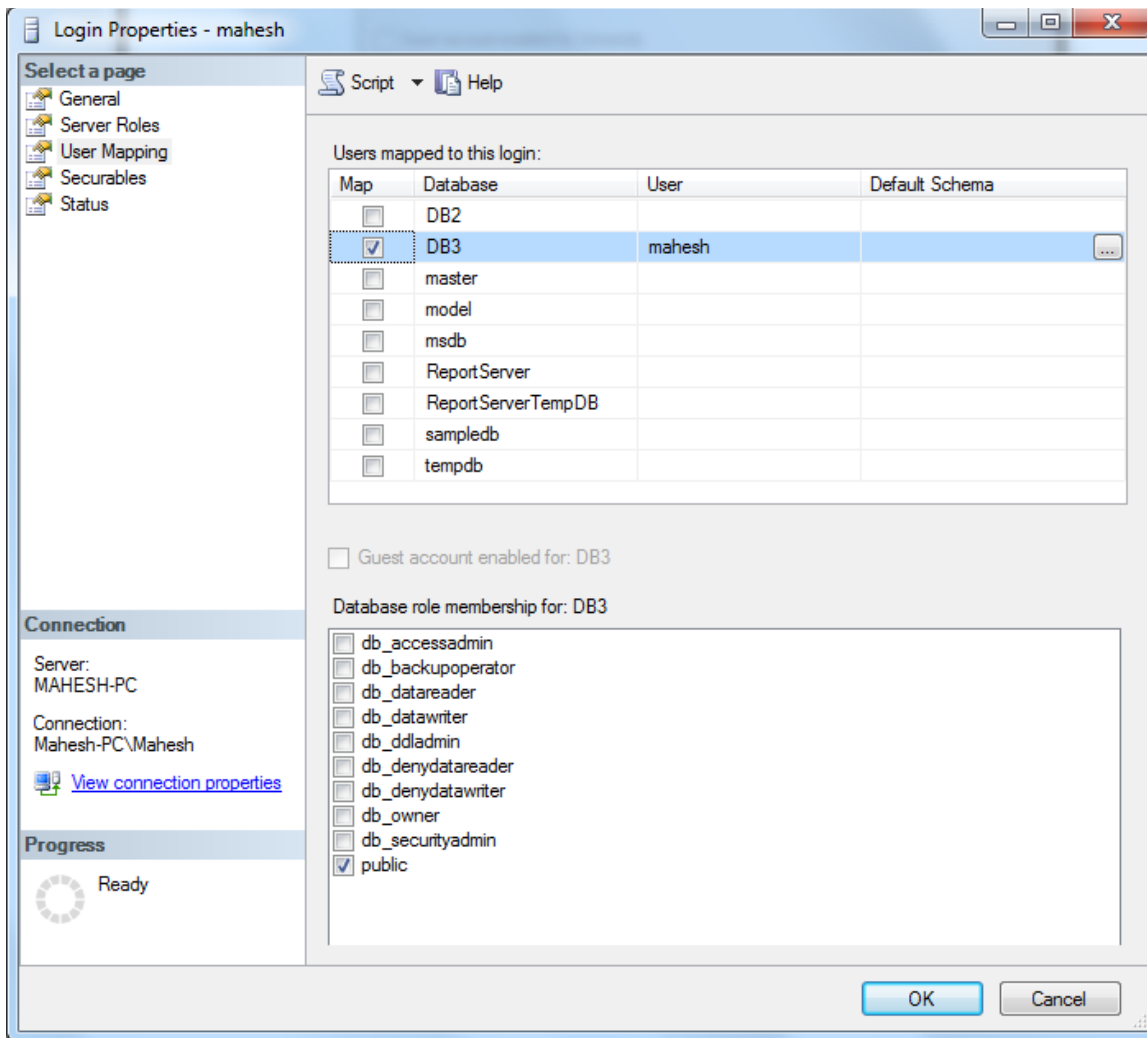 Login Properties - mahesh
Select a page
General
Server Roles
User Mapping
Securables
Status
Script Help
Users mapped to this login:
Map Database User Default Schema
DB2
DB3 mahesh ...
master
model
msdb
ReportServer
ReportServerTempDB
sampledb
tempdb
Guest account enabled for: DB3
Database role membership for: DB3
db_accessadmin
db_backupoperator
db_datareader
db_datawriter
db_ddladmin
db_denydatareader
db_denydatawriter
db_owner
db_securityadmin
public
Connection
Server:
MAHESH-PC
Connection:
Mahesh-PC\Mahesh
View connection properties
Progress
Ready
OK Cancel